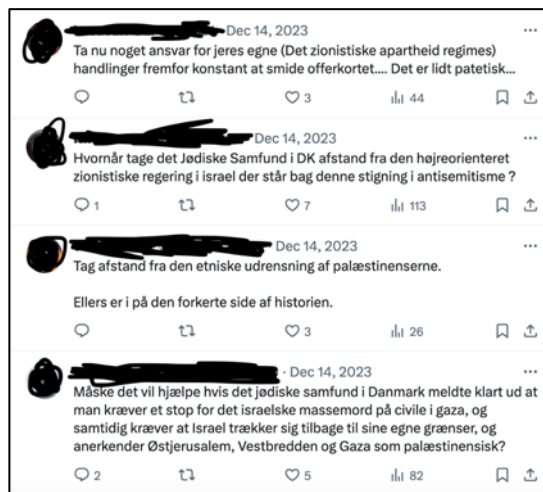 Dec 14, 2023
Ta nu noget ansvar for jeres egne (Det zionistiske apartheid regimes)
handlinger fremfor konstant at smide offerkortet.... Det er lidt patetisk...
3 44
Dec 14, 2023
Hvornår tage det Jødiske Samfund i DK afstand fra den højreorienteret
zionistiske regering i israel der står bag denne stigning i antisemitisme ?
1 7 113
Dec 14, 2023
Tag afstand fra den etniske udrensning af palæstinenserne.
Ellers er i på den forkerte side af historien.
3 26
· Dec 14, 2023
Måske det vil hjælpe hvis det jødiske samfund i Danmark meldte klart ud at
man kræver et stop for det israelske massemord på civile i gaza, og
samtidig kræver at Israel trækker sig tilbage til sine egne grænser, og
anerkender Østjerusalem, Vestbredden og Gaza som palæstinensisk?
2 5 82